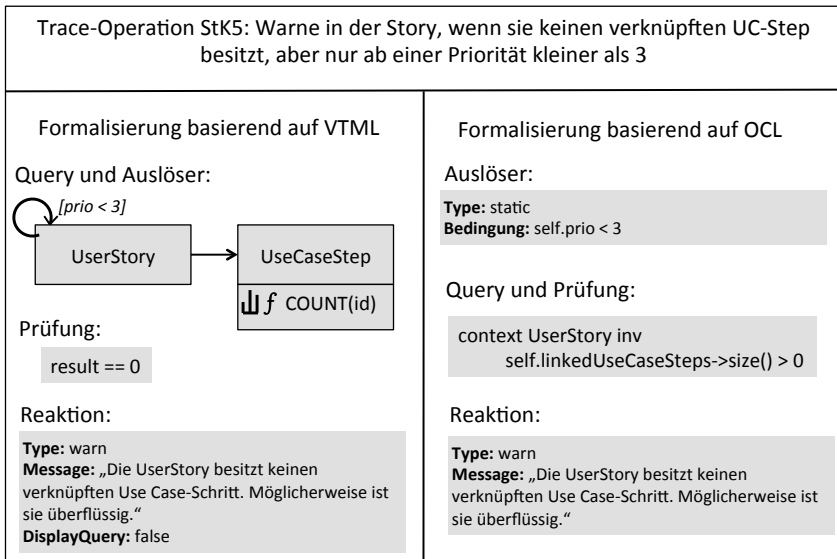 Trace-Operation StK5: Warne in der Story, wenn sie keinen verknüpften UC-Step
besitzt, aber nur ab einer Priorität kleiner als 3
Formalisierung basierend auf VTML
Query und Auslöser:
[prio < 3]
UserStory
UseCaseStep
f COUNT(id)
Prüfung:
result == 0
Reaktion:
Type: warn
Message: „Die UserStory besitzt keinen
verknüpften Use Case-Schritt. Möglicherweise ist
sie überflüssig.“
DisplayQuery: false
Formalisierung basierend auf OCL
Auslöser:
Type: static
Bedingung: self.prio < 3
Query und Prüfung:
context UserStory inv
self.linkedUseCaseSteps->size() > 0
Reaktion:
Type: warn
Message: „Die UserStory besitzt keinen
verknüpften Use Case-Schritt. Möglicherweise ist
sie überflüssig.“